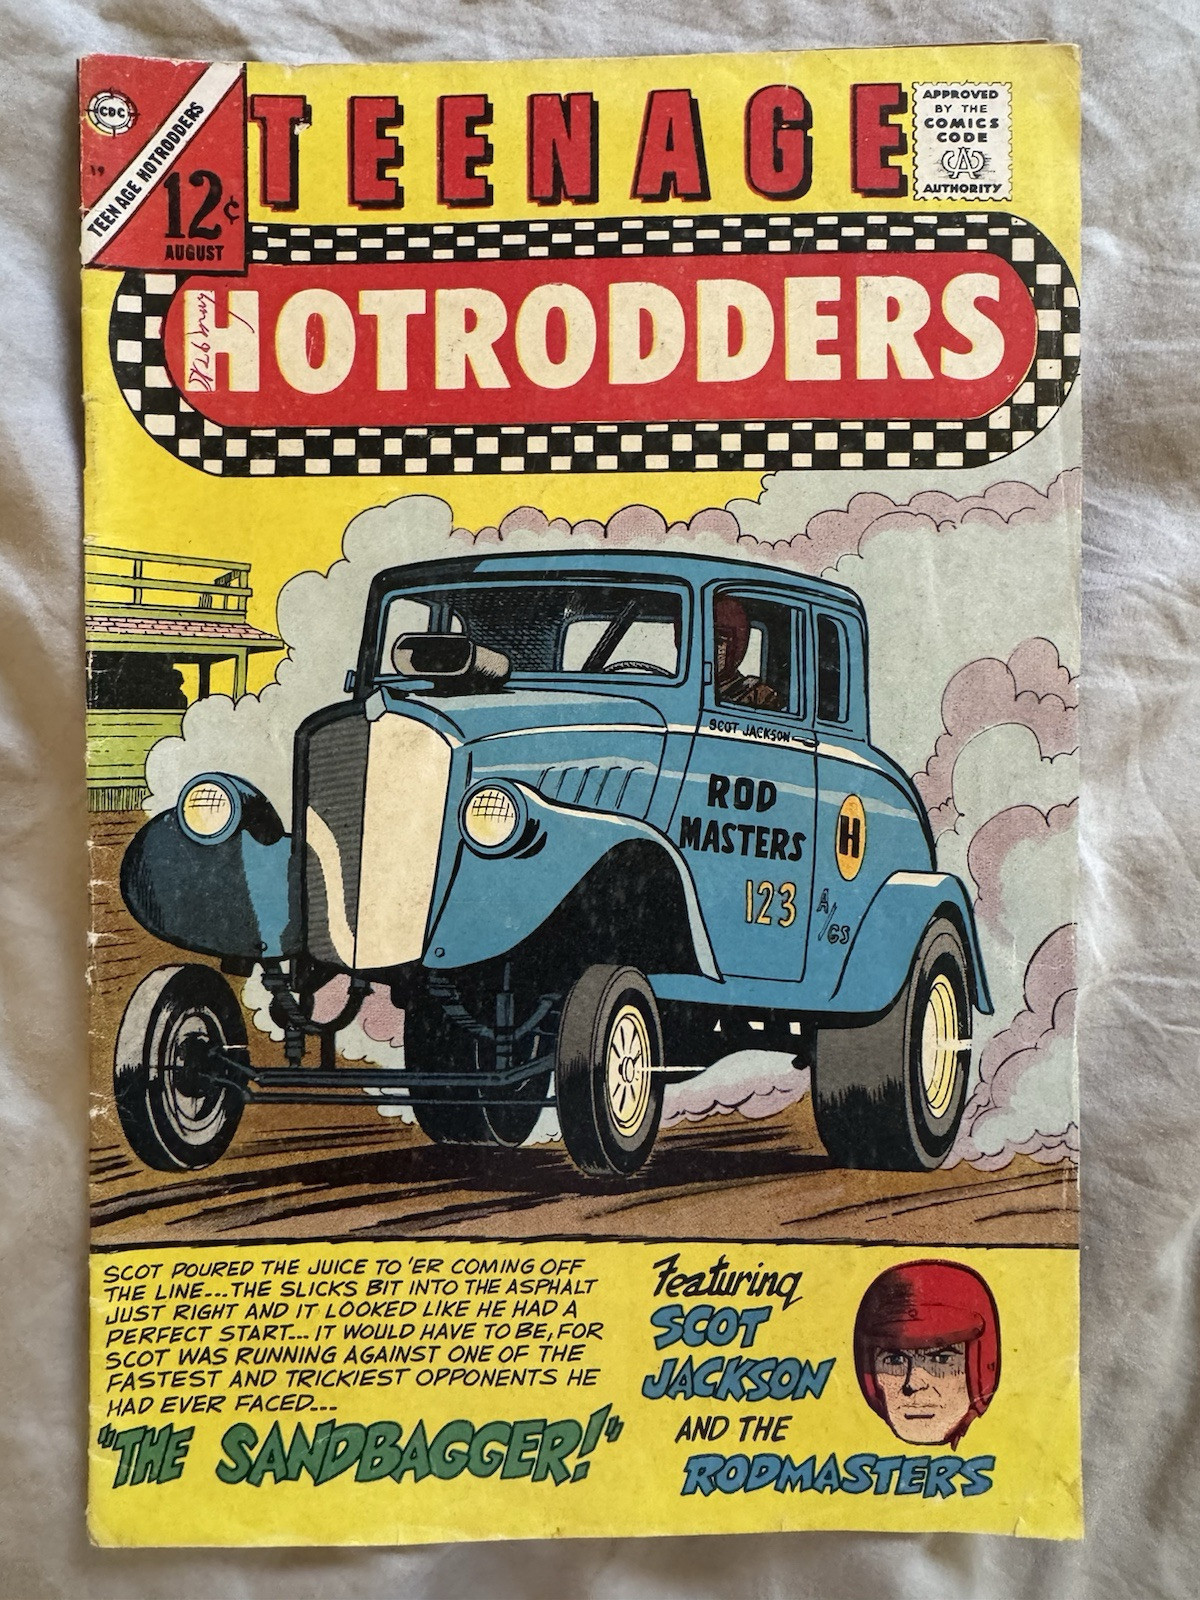 CDC
TEENAGE HOTRODDERS
19
12¢
AUGUST
TEENAGE
APPROVED
BY THE
COMICS
CODE
AUTHORITY
HOTRODDERS
SCOT JACKSON
ROD
MASTERS
H
123
A/GS
SCOT POURED THE JUICE TO 'ER COMING OFF
THE LINE...THE SLICKS BIT INTO THE ASPHALT
JUST RIGHT AND IT LOOKED LIKE HE HAD A
PERFECT START... IT WOULD HAVE TO BE, FOR
SCOT WAS RUNNING AGAINST ONE OF THE
FASTEST AND TRICKIEST OPPONENTS HE
HAD EVER FACED...
"THE SANDBAGGER!"
Featuring
SCOT
JACKSON
AND THE
RODMASTERS